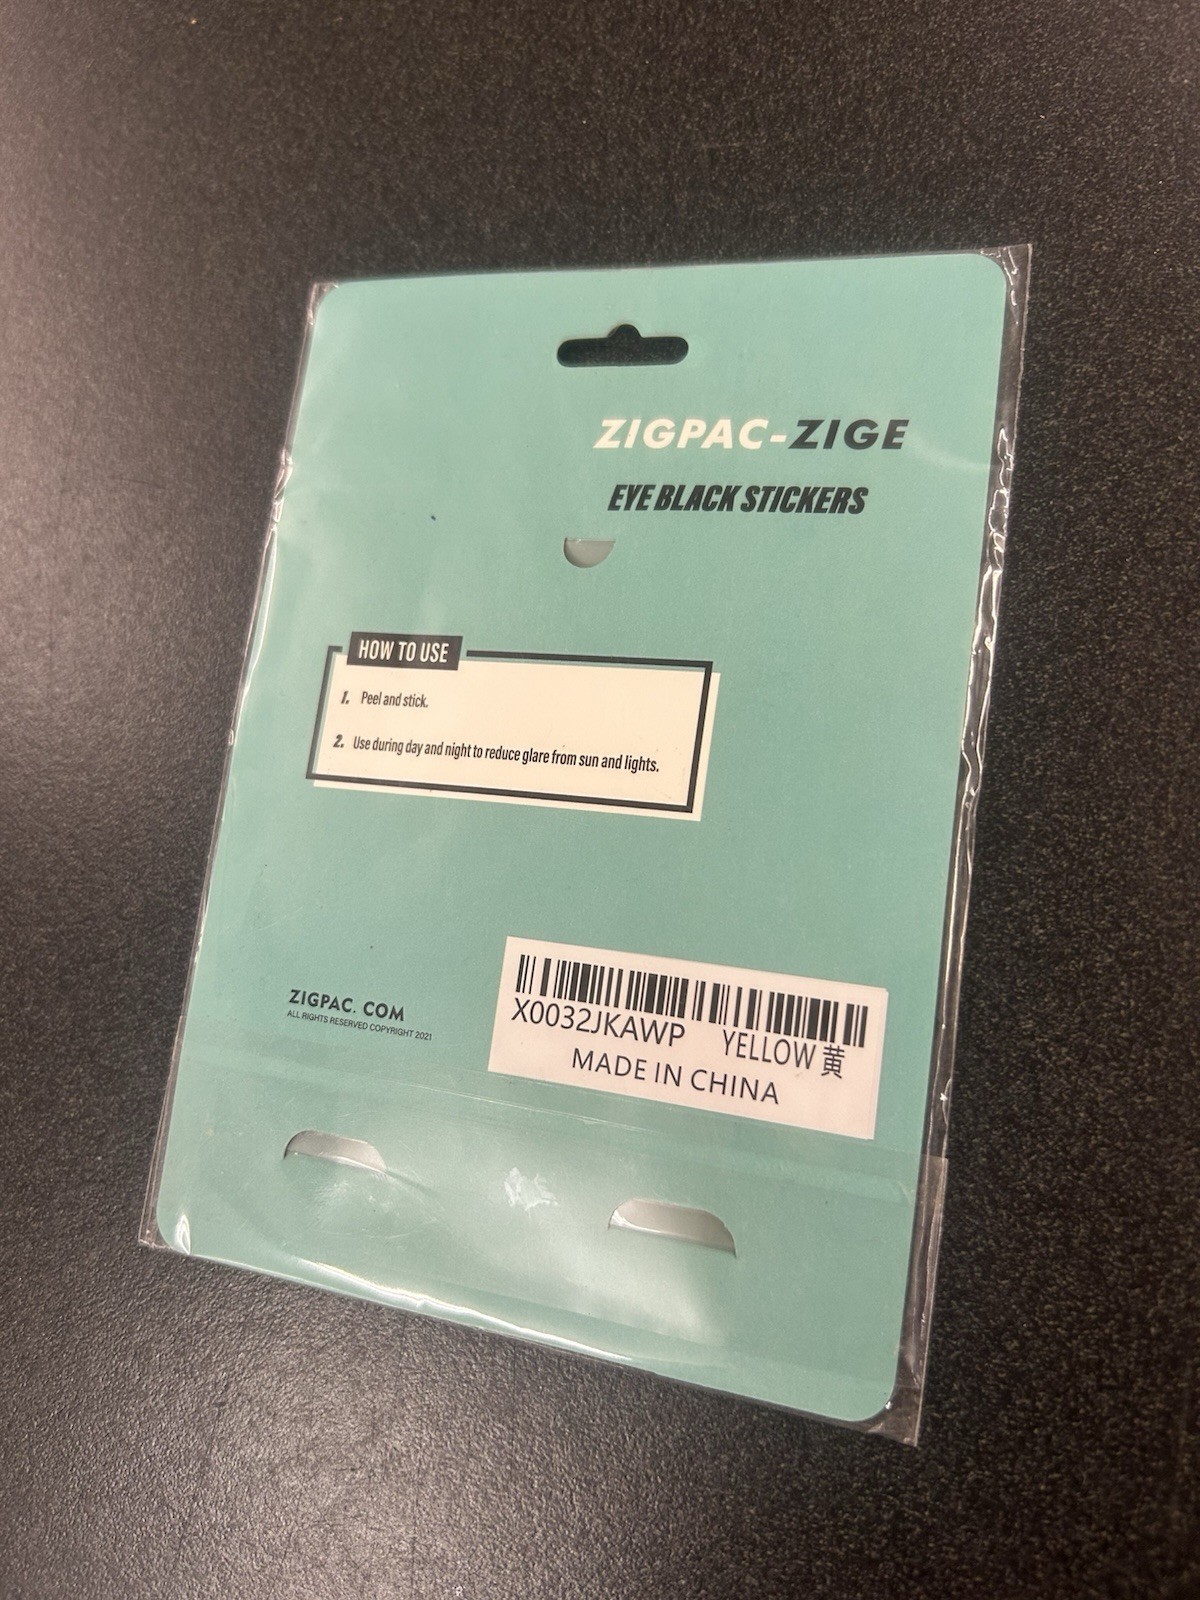 ZIGPAC-ZIGE
EYE BLACK STICKERS
HOW TO USE
1. Peel and stick.
2. Use during day and night to reduce glare from sun and lights.
ZIGPAC. COM
ALL RIGHTS RESERVED COPYRIGHT 2021
X0032JKAWP YELLOW 黄
MADE IN CHINA